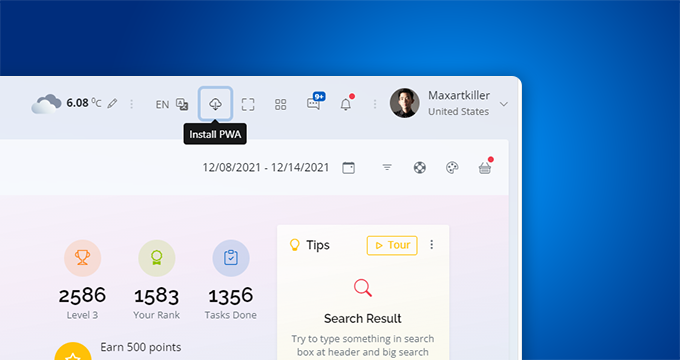 6.08 °C
EN
9+
Maxartkiller
United States
Install PWA
12/08/2021 - 12/14/2021
Tips
Tour
2586
1583
1356
Level 3
Your Rank
Tasks Done
Search Result
Try to type something in search
box at header and big search
Earn 500 points